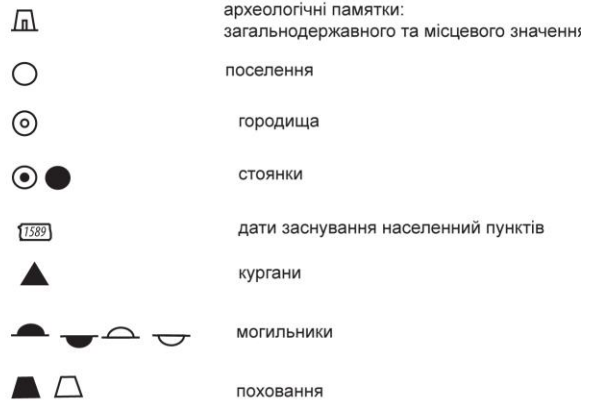 археологічні памятки:
загальнодержавного та місцевого значення
поселення
городища
стоянки
1589 дати заснування населенний пунктів
кургани
могильники
поховання